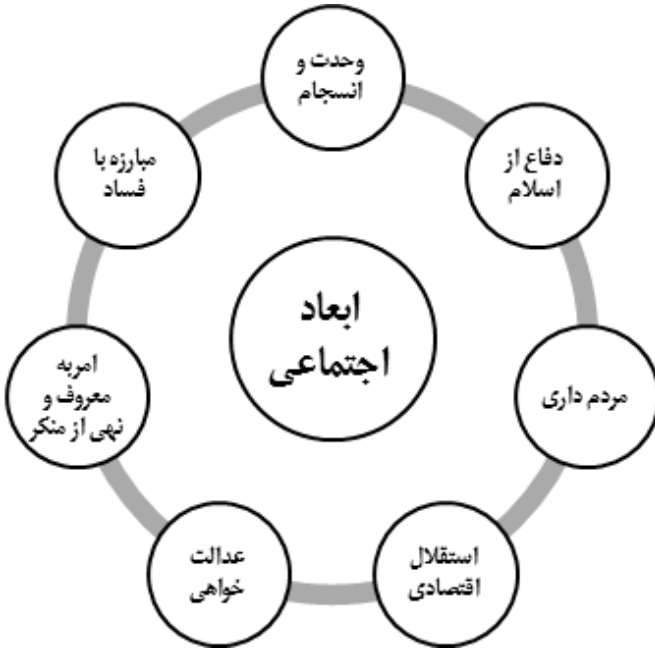 وحدت و
انسجام
دفاع از
اسلام
مردم داری
استقلال
اقتصادی
عدالت
خواهی
امربه
معروف و
نهی از منکر
مبارزه با
فساد
ابعاد
اجتماعی